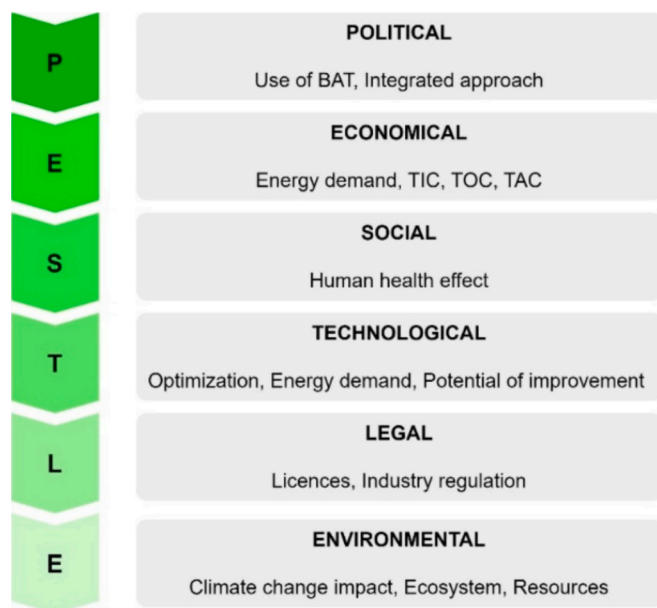 P
POLITICAL
Use of BAT, Integrated approach
E
ECONOMICAL
Energy demand, TIC, TOC, TAC
S
SOCIAL
Human health effect
T
TECHNOLOGICAL
Optimization, Energy demand, Potential of improvement
L
LEGAL
Licences, Industry regulation
E
ENVIRONMENTAL
Climate change impact, Ecosystem, Resources